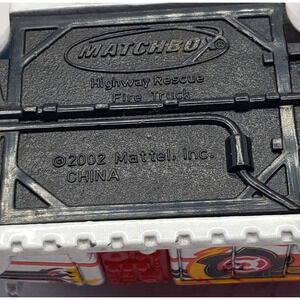 MATCHBOX
Highway Rescue
Fire Truck
©2002 Mattel, Inc.
CHINA